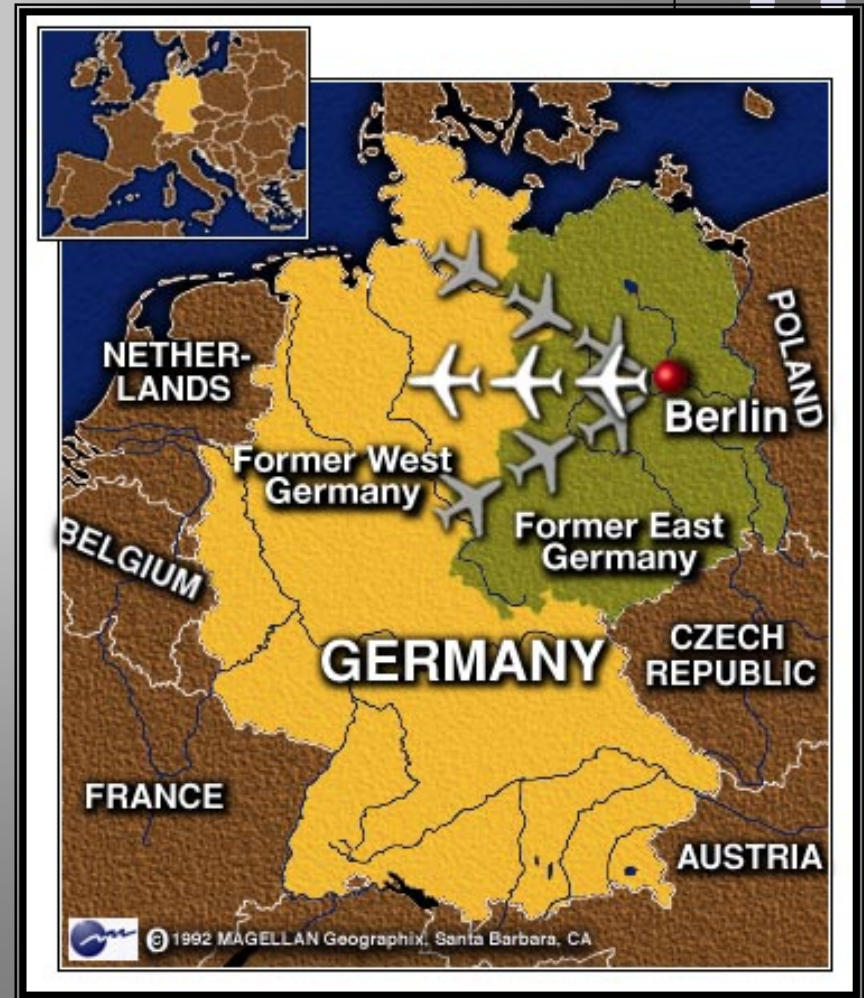 NETHER-
LANDS
POLAND
Berlin
Former West
Germany
BELGIUM
Former East
Germany
GERMANY
CZECH
REPUBLIC
FRANCE
AUSTRIA
© 1992 MAGELLAN Geographix, Santa Barbara, CA